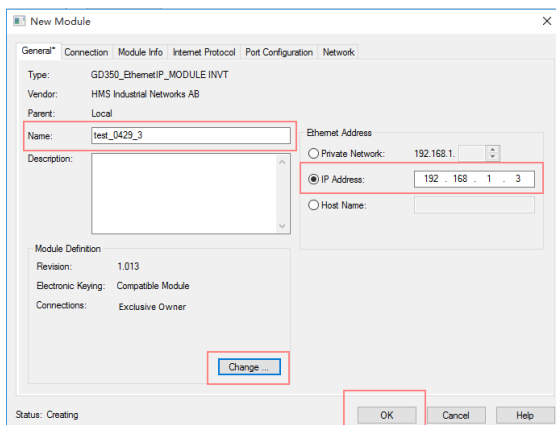 New Module
General* Connection Module Info Internet Protocol Port Configuration Network
Type: GD350_EthernetIP_MODULE INVT
Vendor: HMS Industrial Networks AB
Parent: Local
Name: test_0429_3
Description:
Ethernet Address
Private Network: 192.168.1.
IP Address: 192 . 168 . 1 . 3
Host Name:
Module Definition
Revision: 1.013
Electronic Keying: Compatible Module
Connections: Exclusive Owner
Change ...
Status: Creating
OK Cancel Help